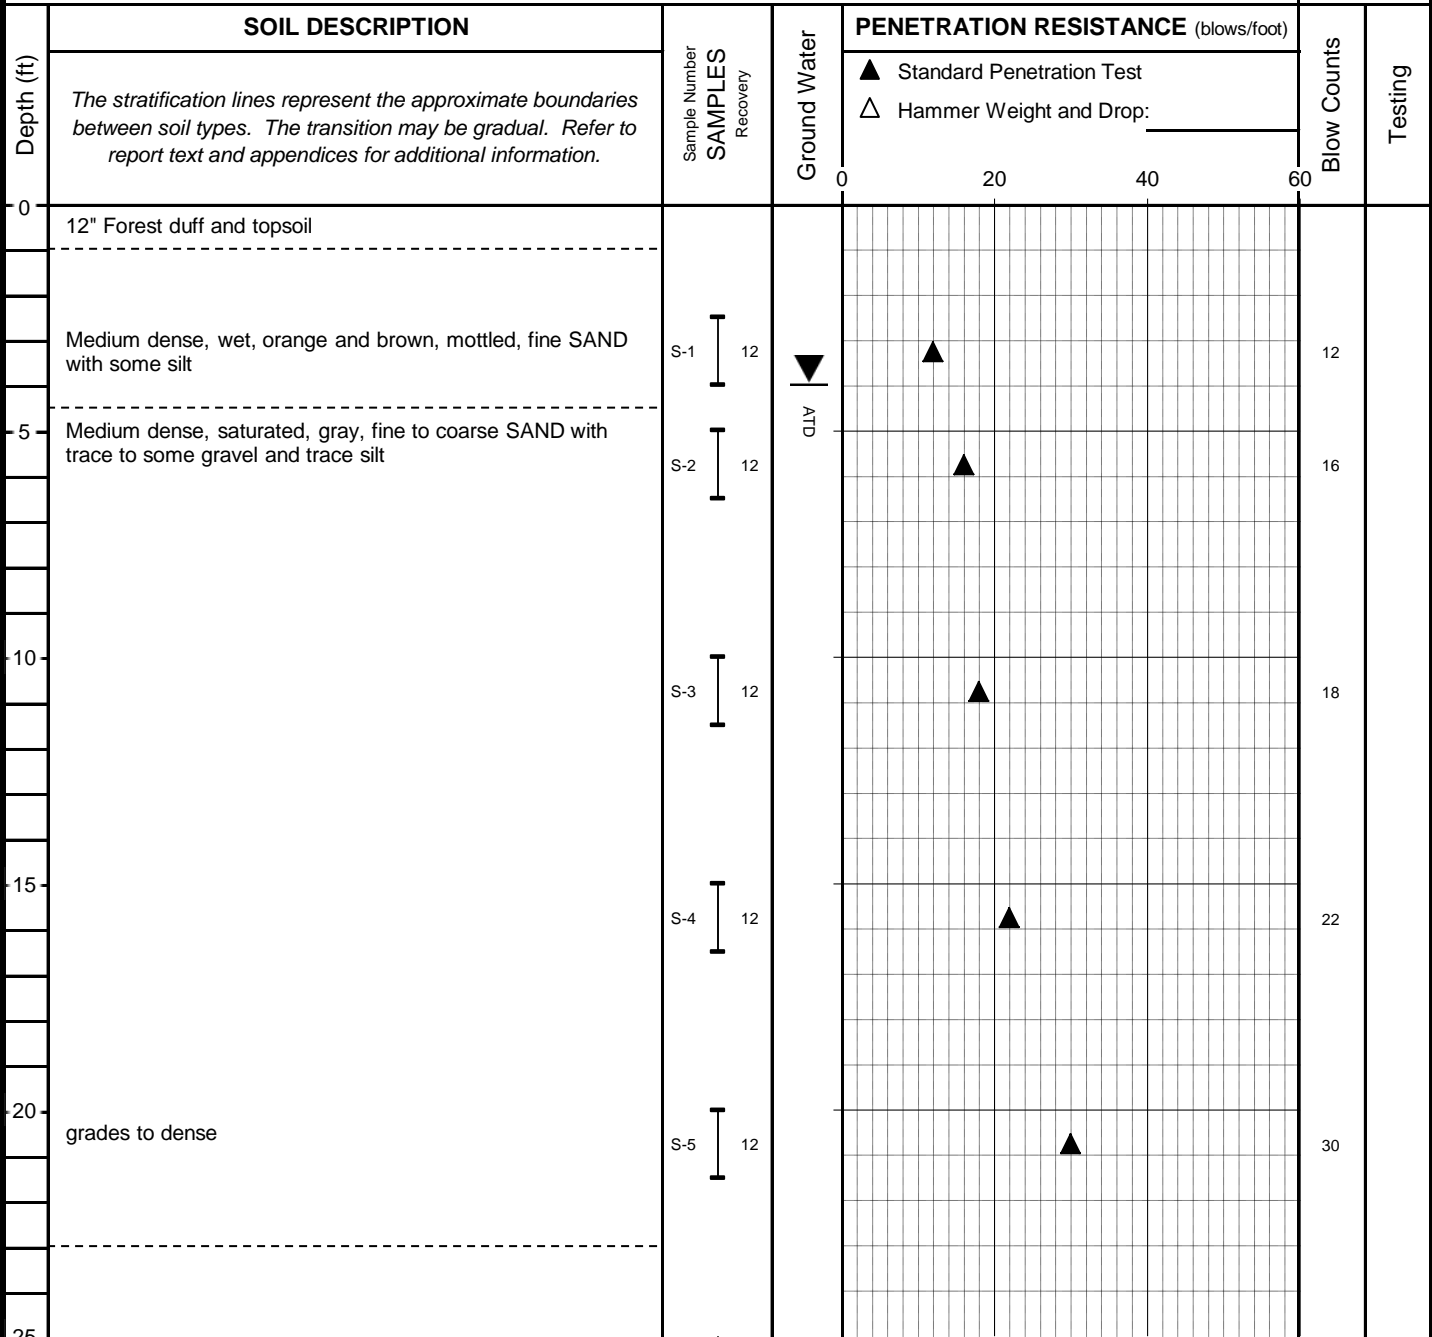 Depth (ft)
SOIL DESCRIPTION
The stratification lines represent the approximate boundaries
between soil types. The transition may be gradual. Refer to
report text and appendices for additional information.
Sample Number
SAMPLES
Recovery
Ground Water
PENETRATION RESISTANCE (blows/foot)
▲ Standard Penetration Test
△ Hammer Weight and Drop:
0 20 40 60
Blow Counts
Testing
0
12" Forest duff and topsoil
Medium dense, wet, orange and brown, mottled, fine SAND
with some silt
S-1 12 12
ATD
5
Medium dense, saturated, gray, fine to coarse SAND with
trace to some gravel and trace silt
S-2 12 16
10
S-3 12 18
15
S-4 12 22
20
grades to dense
S-5 12 30
25